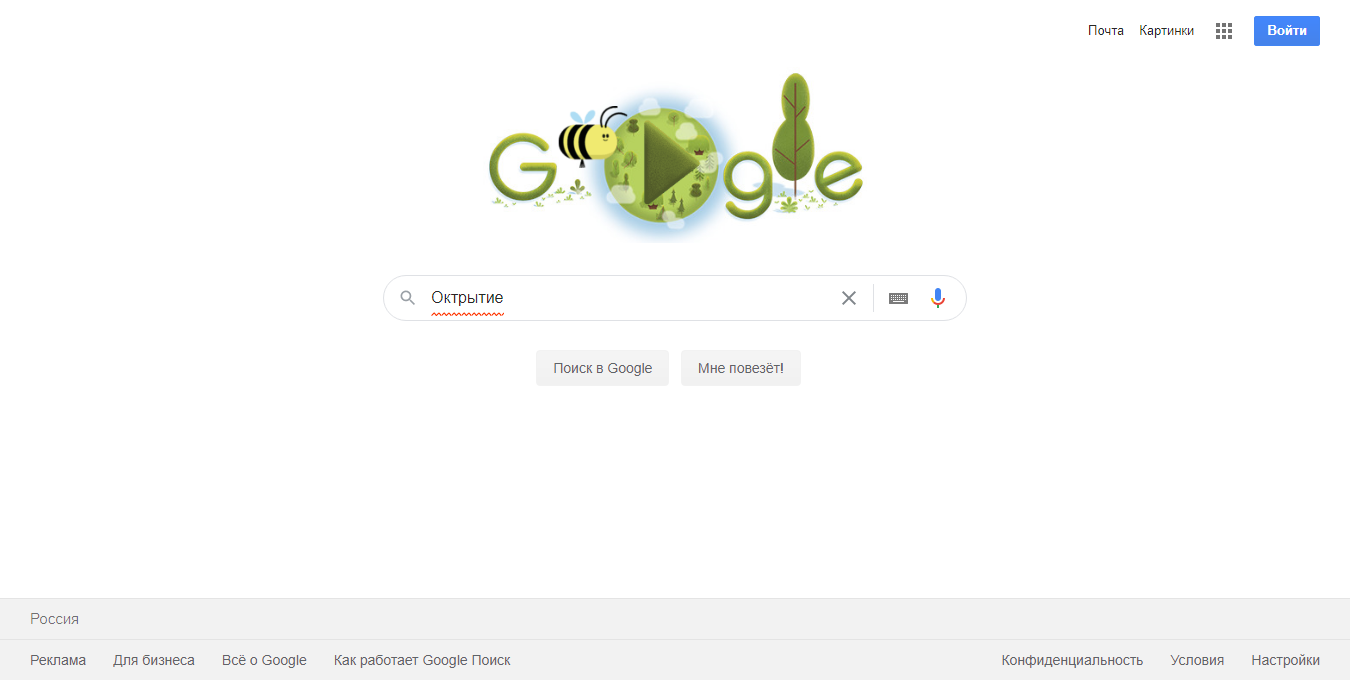 Почта Картинки Войти
Google
Октрытие
Поиск в Google Мне повезёт!
Россия
Реклама Для бизнеса Всё о Google Как работает Google Поиск Конфиденциальность Условия Настройки